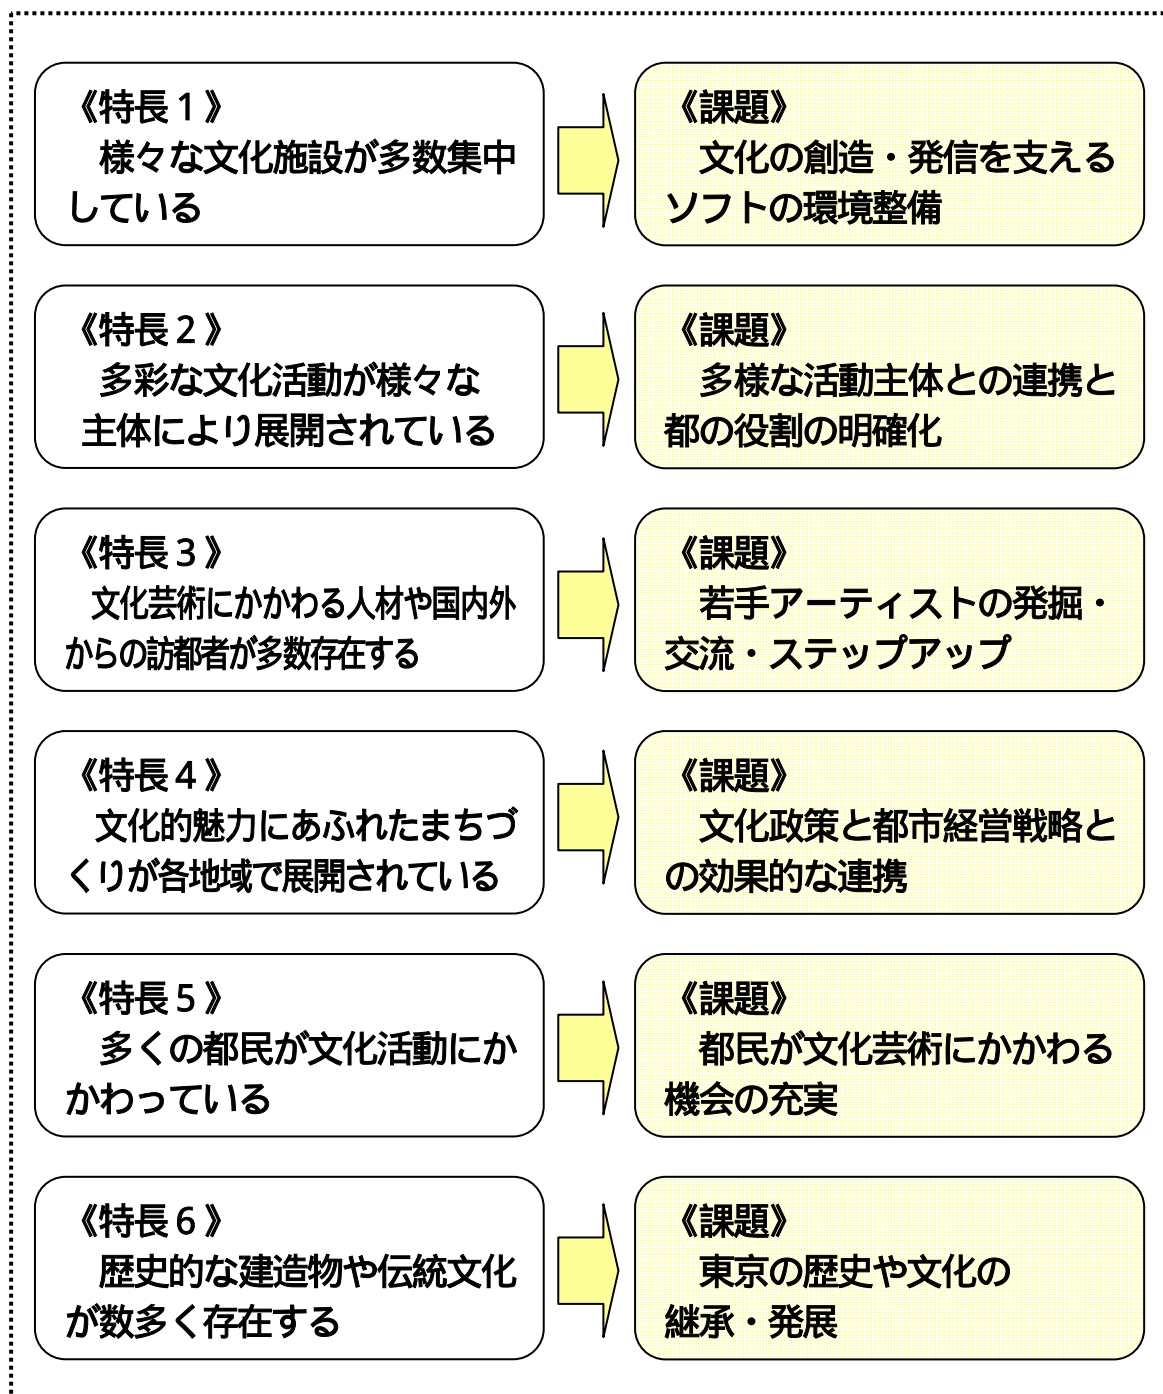 《特長１》
様々な文化施設が多数集中
している
《課題》
文化の創造・発信を支える
ソフトの環境整備
《特長２》
多彩な文化活動が様々な
主体により展開されている
《課題》
多様な活動主体との連携と
都の役割の明確化
《特長３》
文化芸術にかかわる人材や国内外
からの訪都者が多数存在する
《課題》
若手アーティストの発掘・
交流・ステップアップ
《特長４》
文化的魅力にあふれたまちづ
くりが各地域で展開されている
《課題》
文化政策と都市経営戦略と
の効果的な連携
《特長５》
多くの都民が文化活動にか
かわっている
《課題》
都民が文化芸術にかかわる
機会の充実
《特長６》
歴史的な建造物や伝統文化
が数多く存在する
《課題》
東京の歴史や文化の
継承・発展